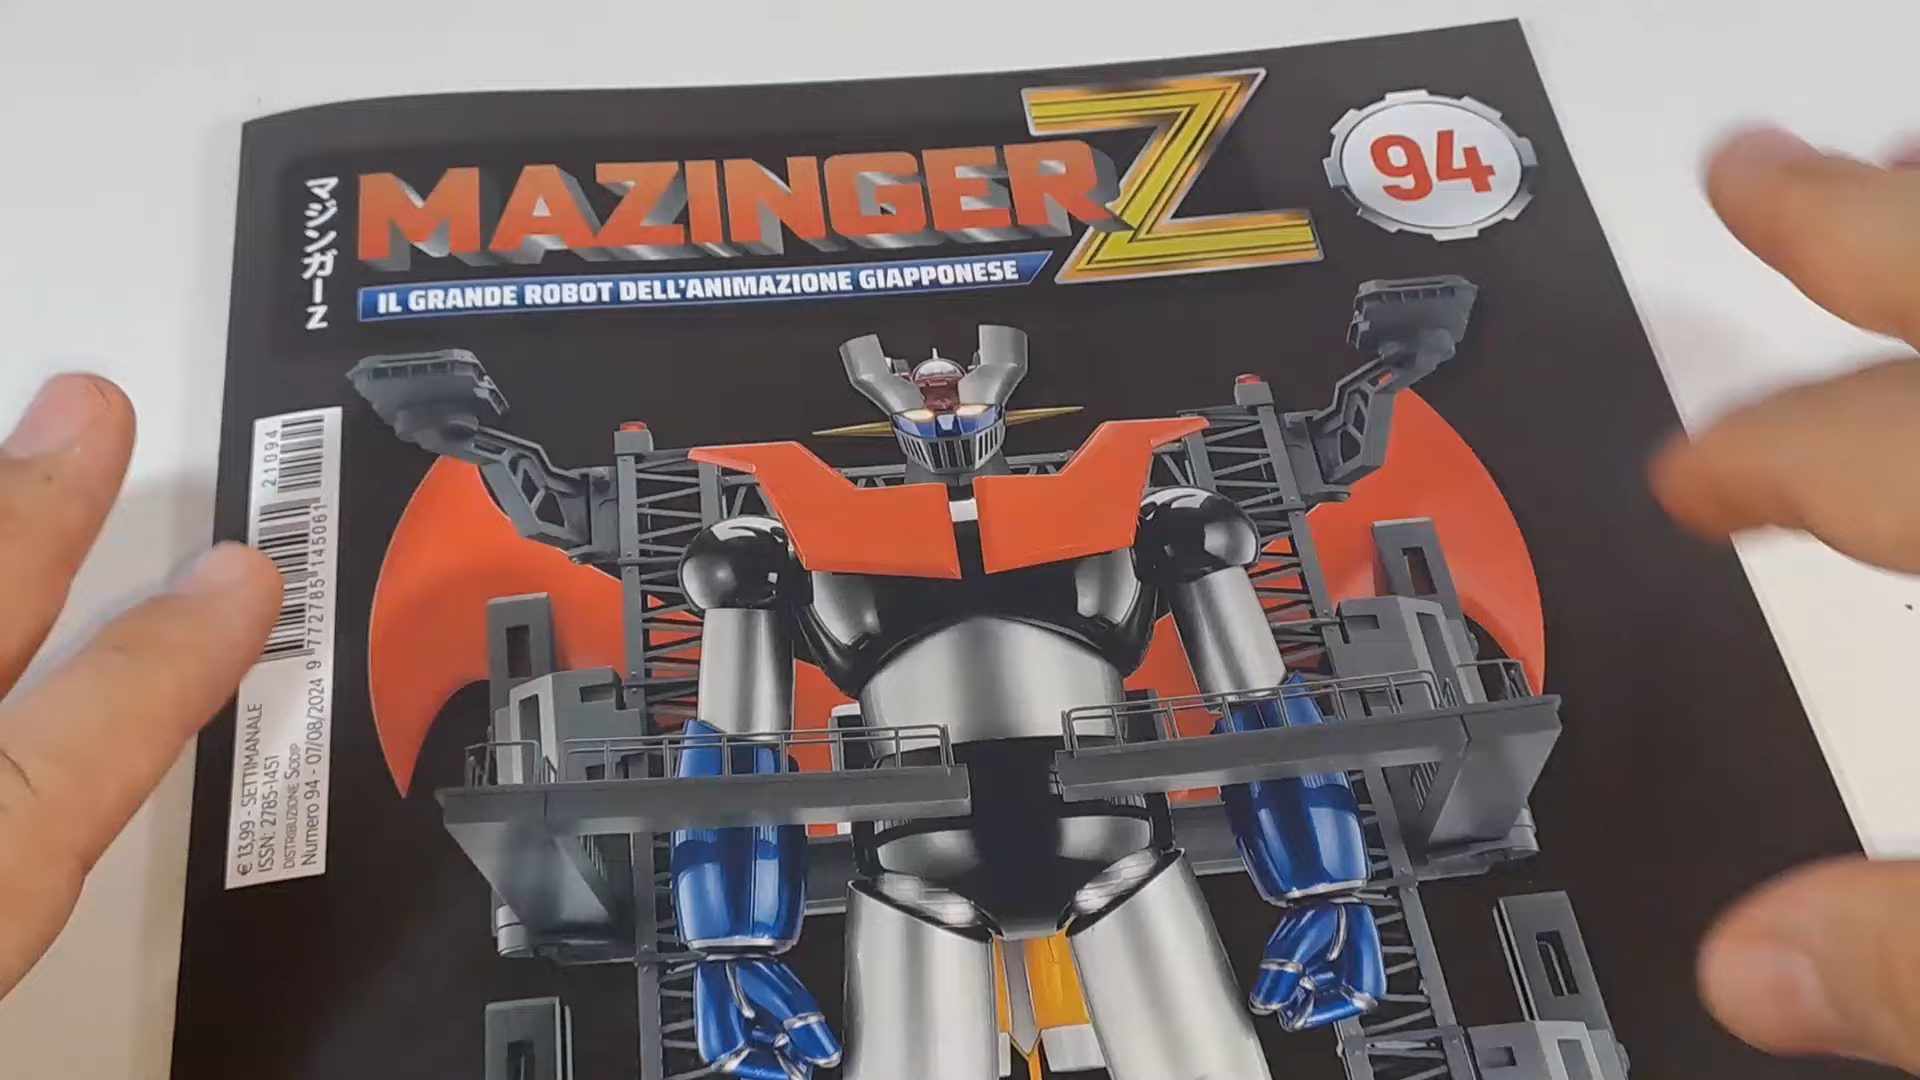 マジンガーZ
MAZINGER Z
94
IL GRANDE ROBOT DELL'ANIMAZIONE GIAPPONESE
21094
9 772785 145061
€ 13,99 - SETTIMANALE
ISSN: 2785-1451
DISTRIBUZIONE SODIP
Numero 94 - 07/08/2024